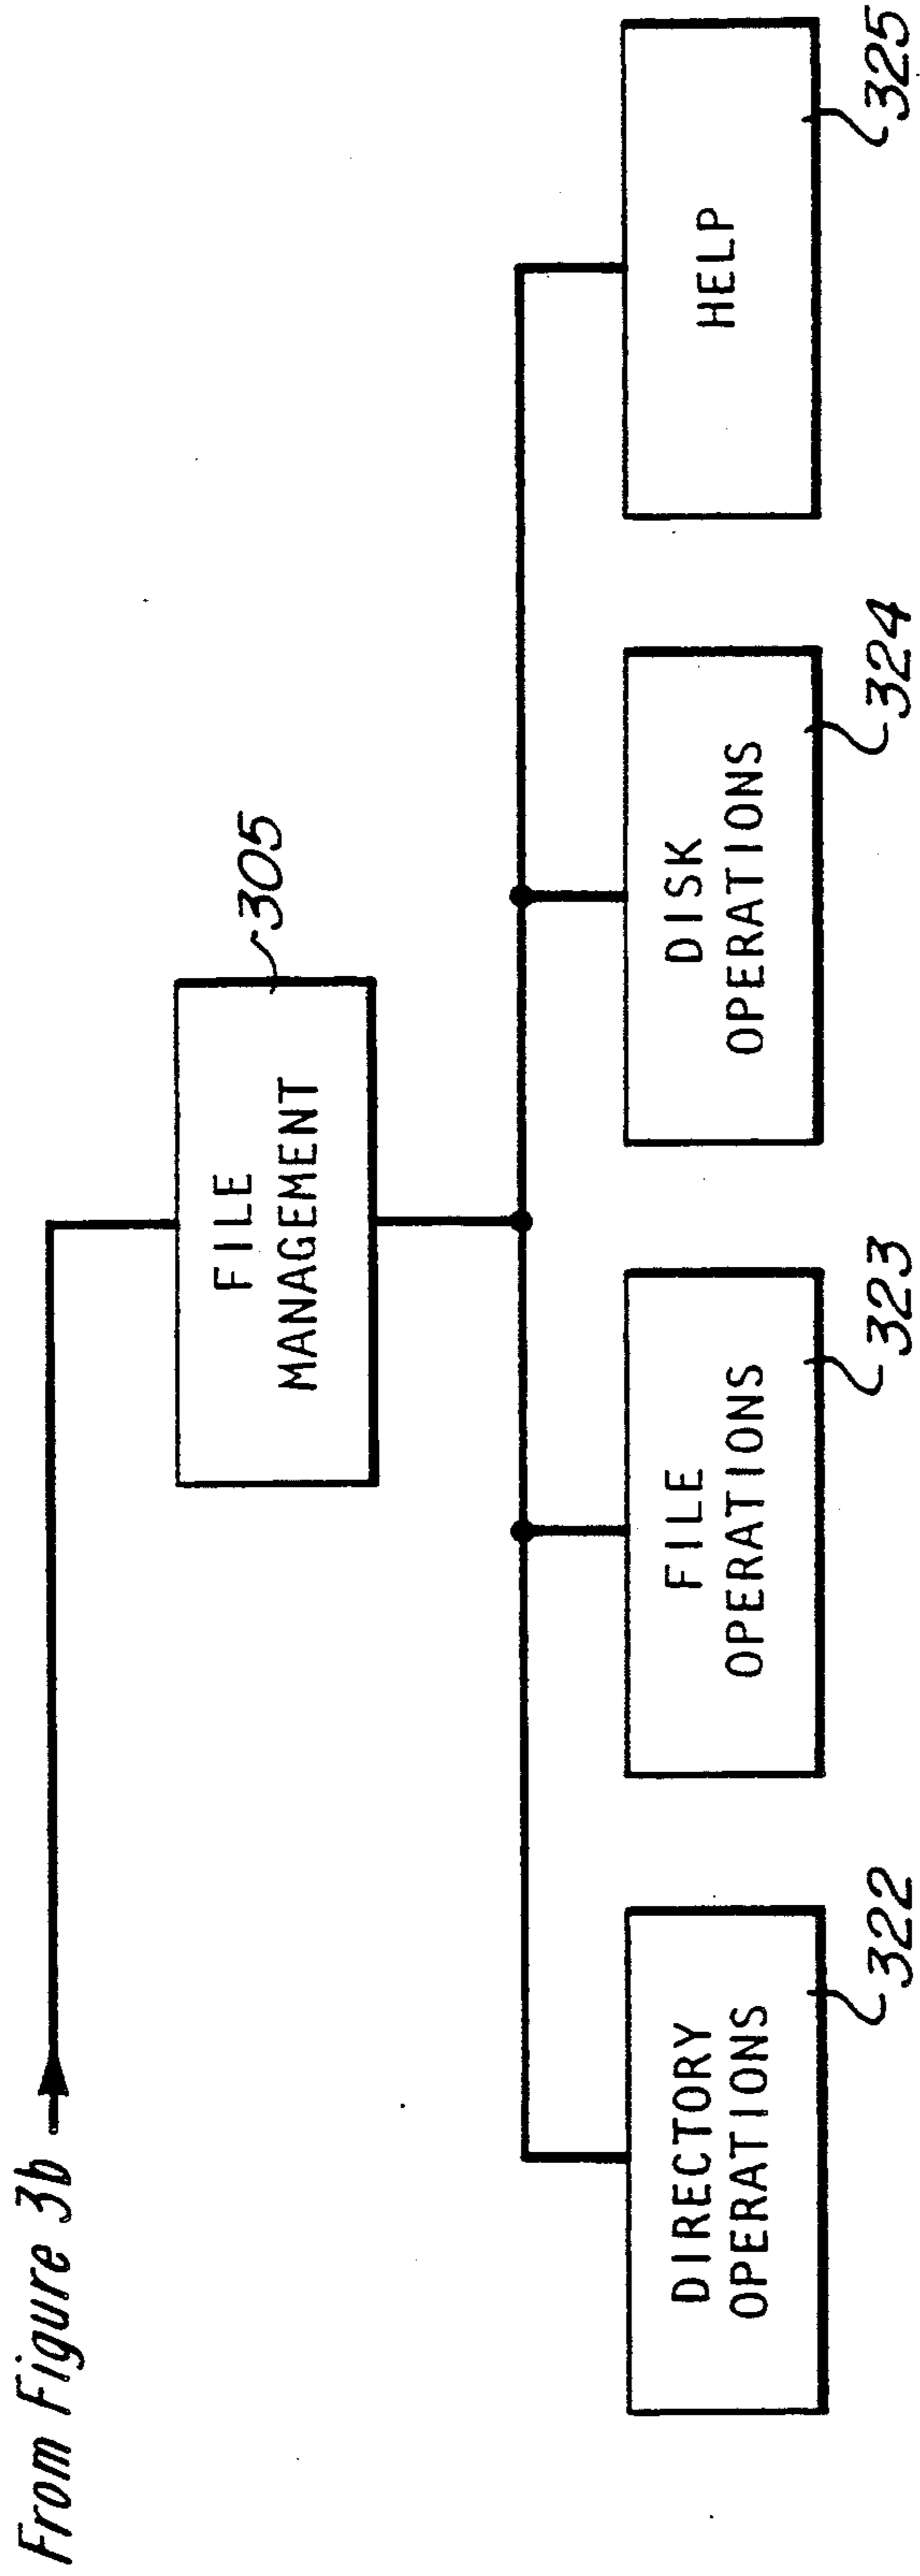 From Figure 3b
FILE
MANAGEMENT
305
DIRECTORY
OPERATIONS
322
FILE
OPERATIONS
323
DISK
OPERATIONS
324
HELP
325